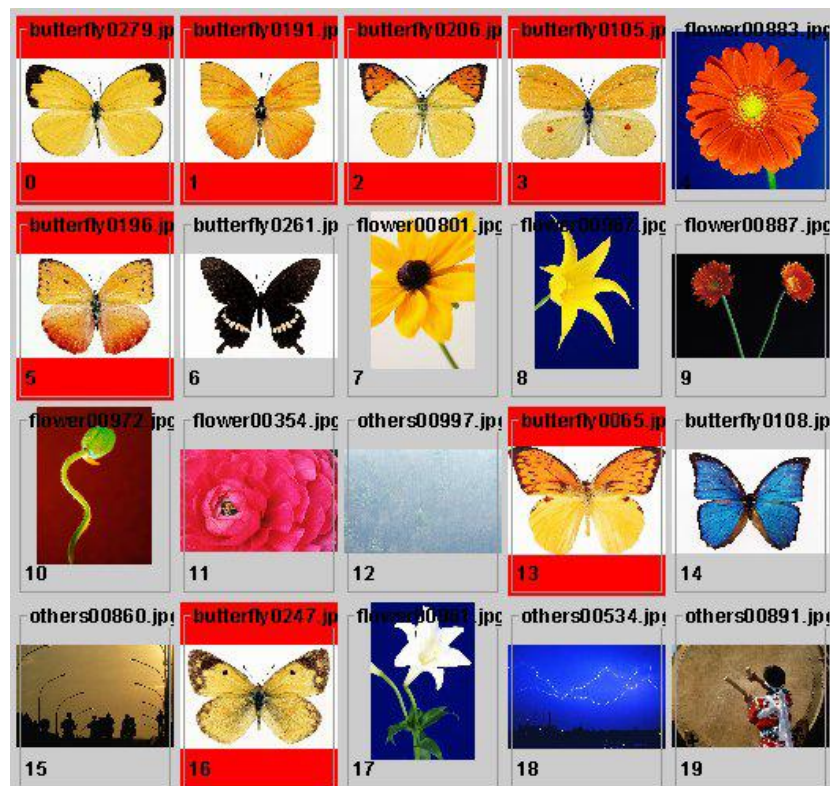 butterfly0279.jp
butterfly0191.jp
butterfly0206.jp
butterfly0105.jp
flower00883.jpg
0
1
2
3
4
butterfly0196.jp
butterfly0261.jp
flower00801.jpg
flower00887.jpg
5
6
7
8
9
flower00972.jpg
flower00354.jpg
others00997.jpg
butterfly0065.jp
butterfly0108.jp
10
11
12
13
14
others00860.jpg
butterfly0247.jp
others00534.jpg
others00891.jpg
15
16
17
18
19